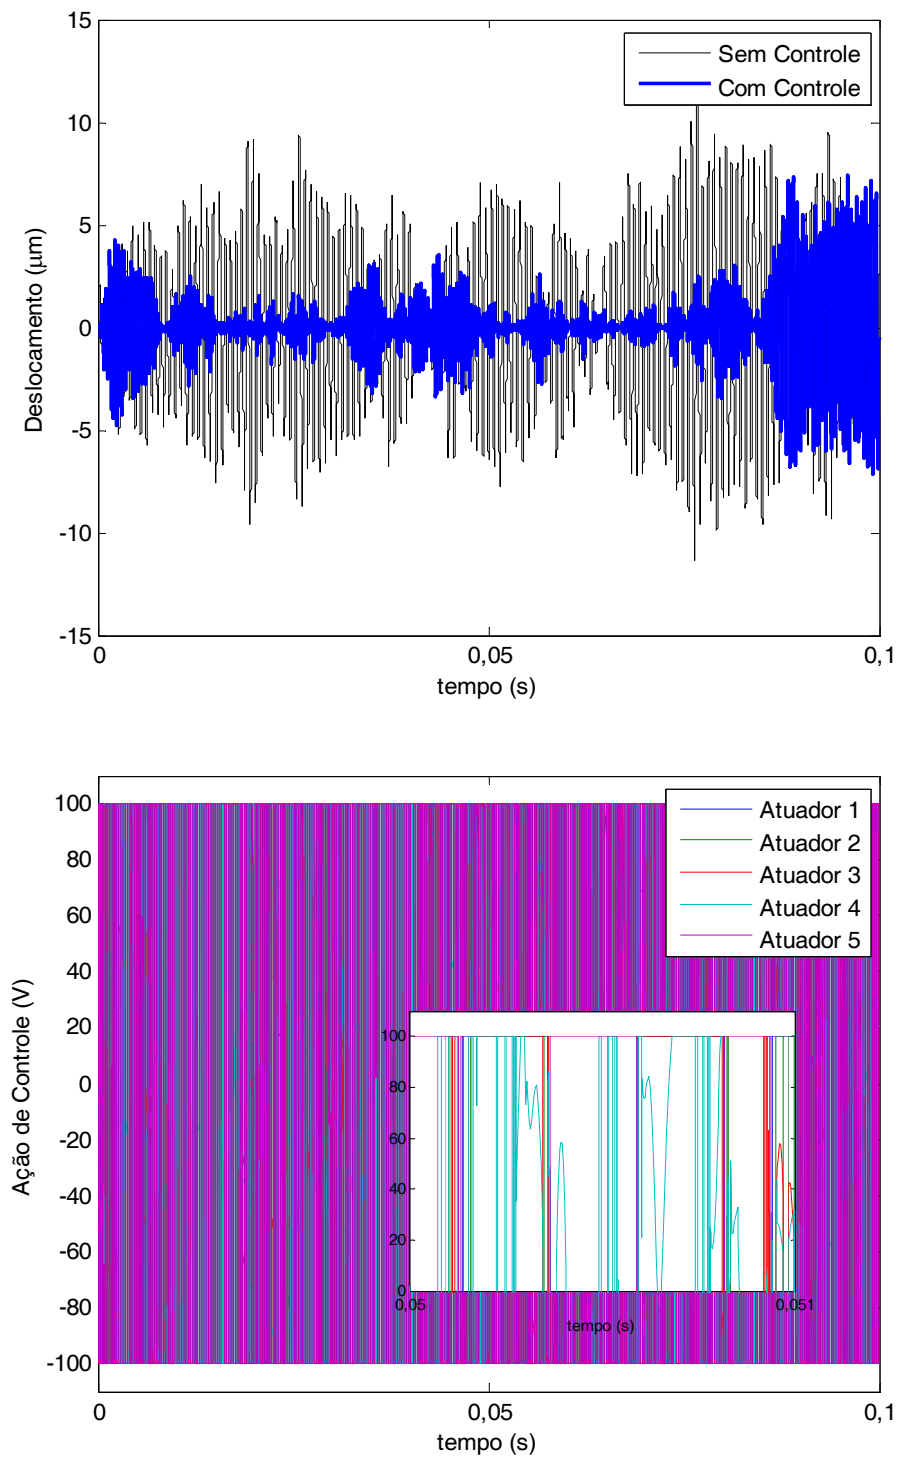 15
10
5
0
-5
-10
-15
Deslocamento (μm)
Sem Controle
Com Controle
0
0,05
0,1
tempo (s)
100
80
60
40
20
0
-20
-40
-60
-80
-100
Ação de Controle (V)
Atuador 1
Atuador 2
Atuador 3
Atuador 4
Atuador 5
100
80
60
40
20
0
0,05
0,051
tempo (s)
0
0,05
0,1
tempo (s)